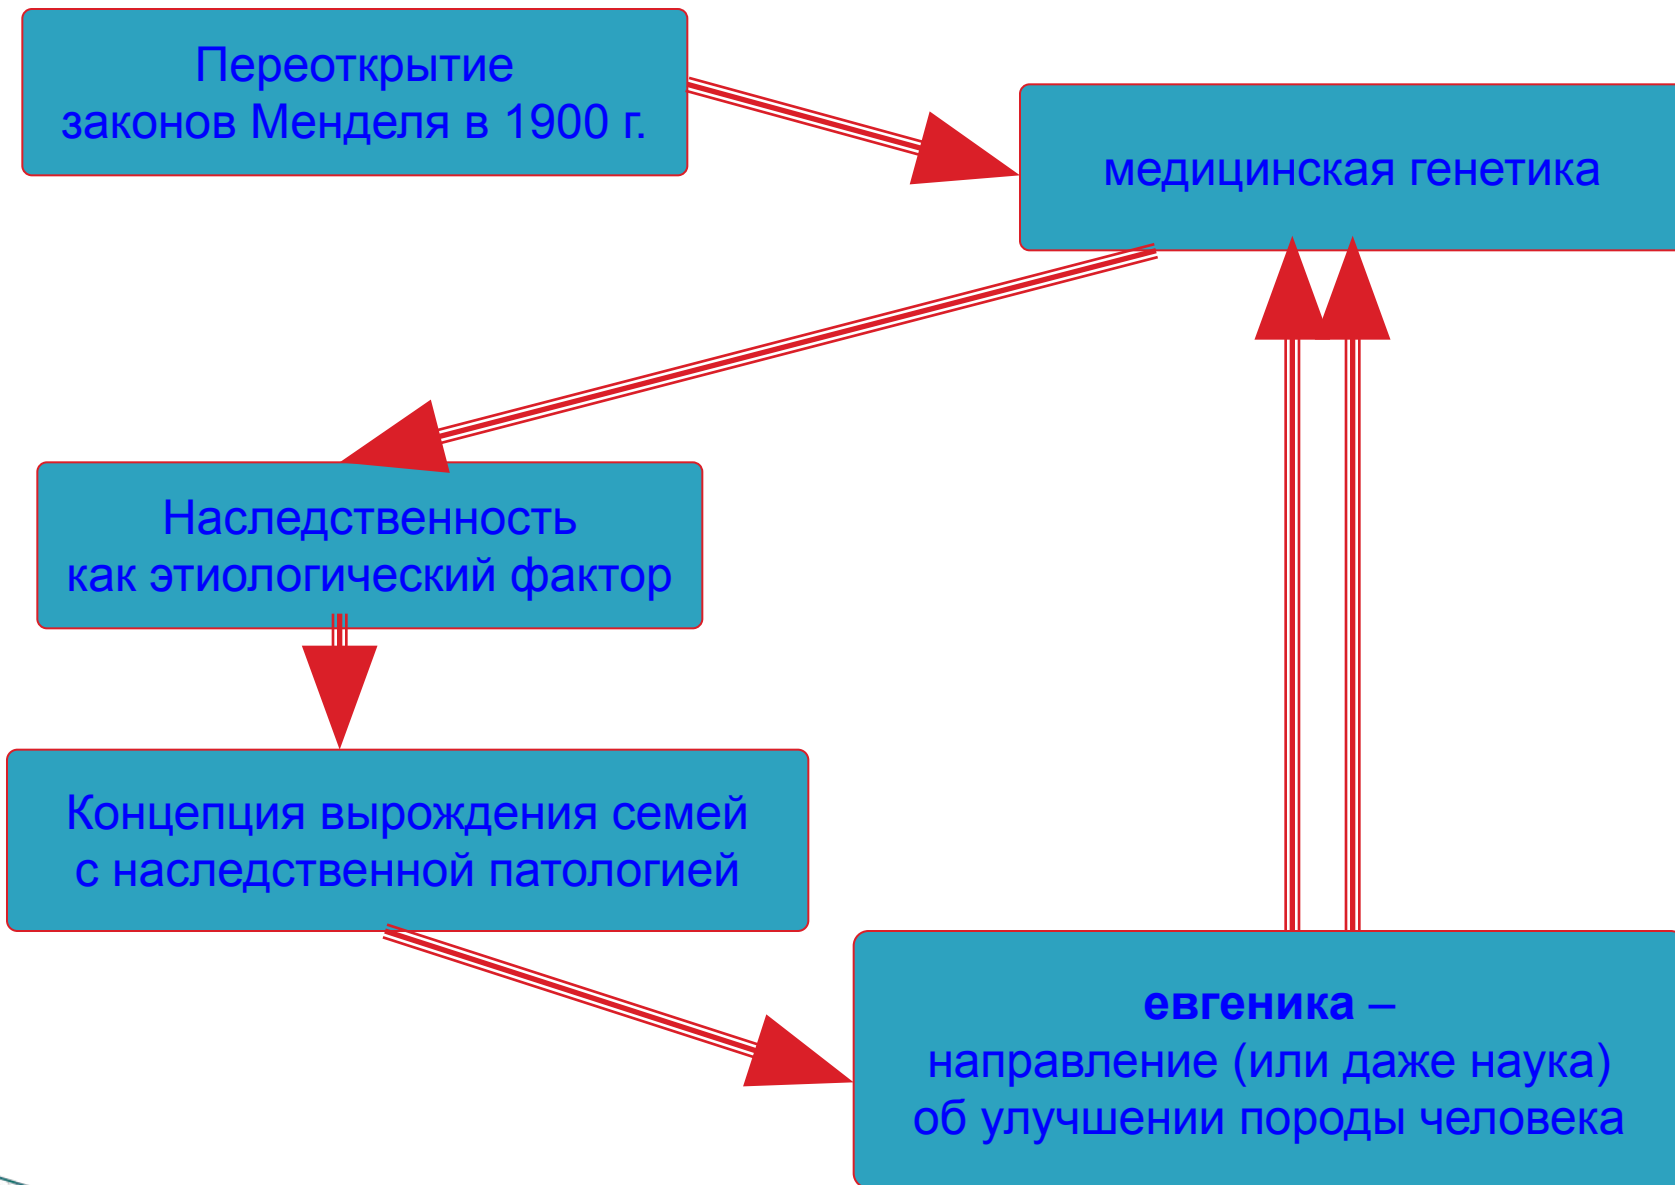 Переоткрытие
законов Менделя в 1900 г.
медицинская генетика
Наследственность
как этиологический фактор
Концепция вырождения семей
с наследственной патологией
евгеника –
направление (или даже наука)
об улучшении породы человека